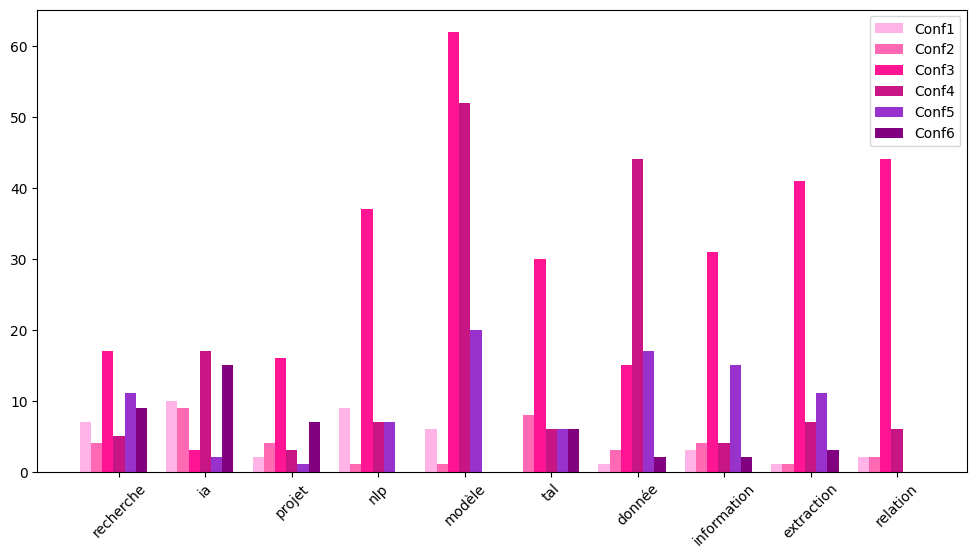 60
50
40
30
20
10
0
Conf1
Conf2
Conf3
Conf4
Conf5
Conf6
recherche
ia
projet
nlp
modèle
tal
donnée
information
extraction
relation